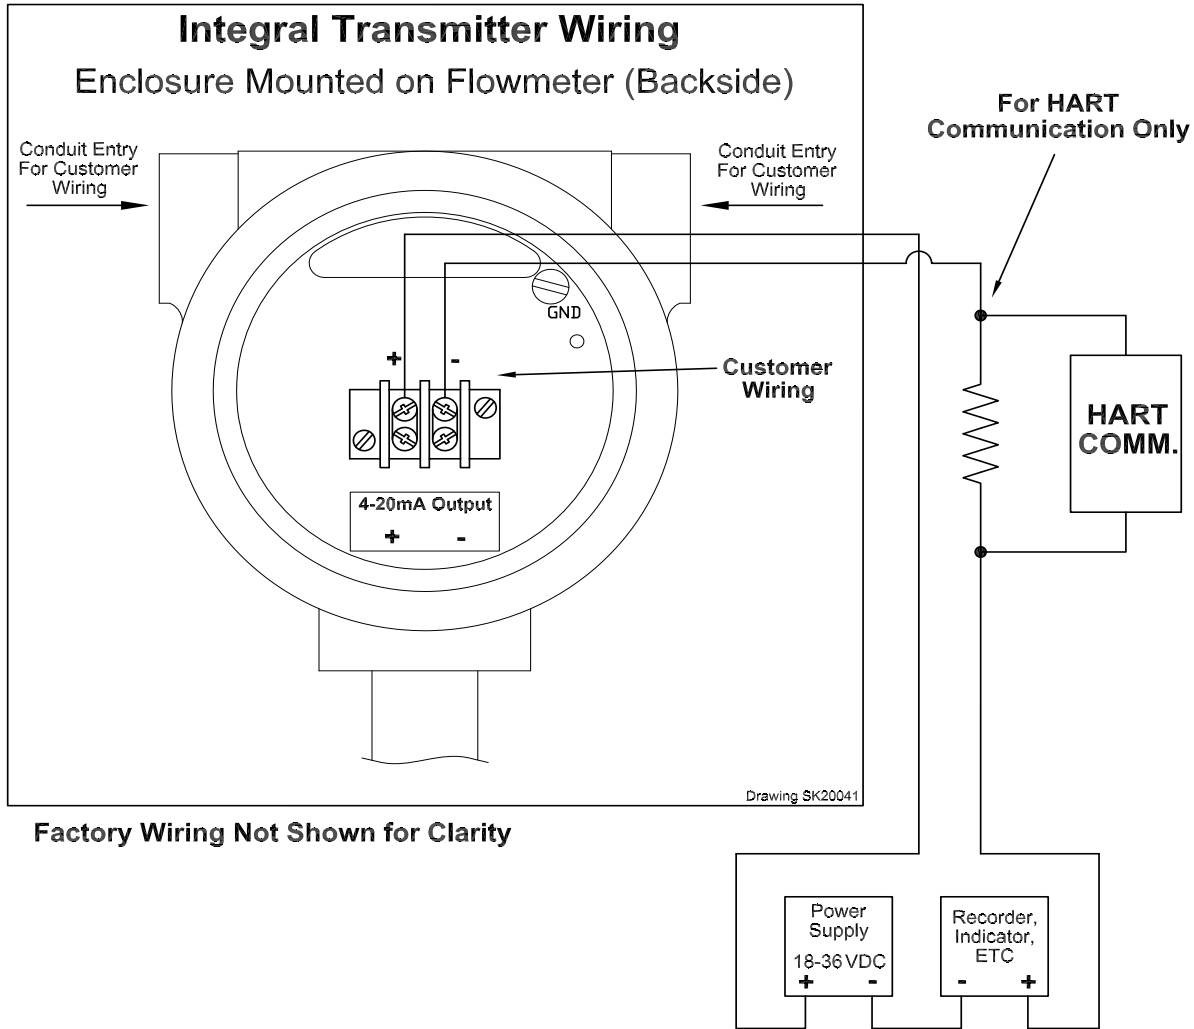 Integral Transmitter Wiring
Enclosure Mounted on Flowmeter (Backside)
Conduit Entry
For Customer
Wiring
Conduit Entry
For Customer
Wiring
For HART
Communication Only
GND
+ -
Customer
Wiring
HART
COMM.
4-20mA Output
+ -
Drawing SK20041
Factory Wiring Not Shown for Clarity
Power
Supply
18-36VDC
+ -
Recorder,
Indicator,
ETC
- +